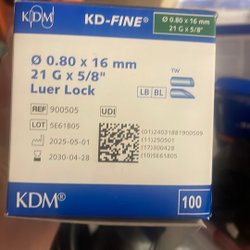 KDM
KD-FINE®
Ø 0.80 x 16 mm
21 G x 5/8"
Ø 0.80 x 16 mm
21 G x 5/8"
Luer Lock
TW
LB BL
REF 900505
UDI
LOT 5E61805
2025-05-01
2030-04-28
(01)24031881900509
(11)250501
(17)300428
(10)5E61805
KDM®
100